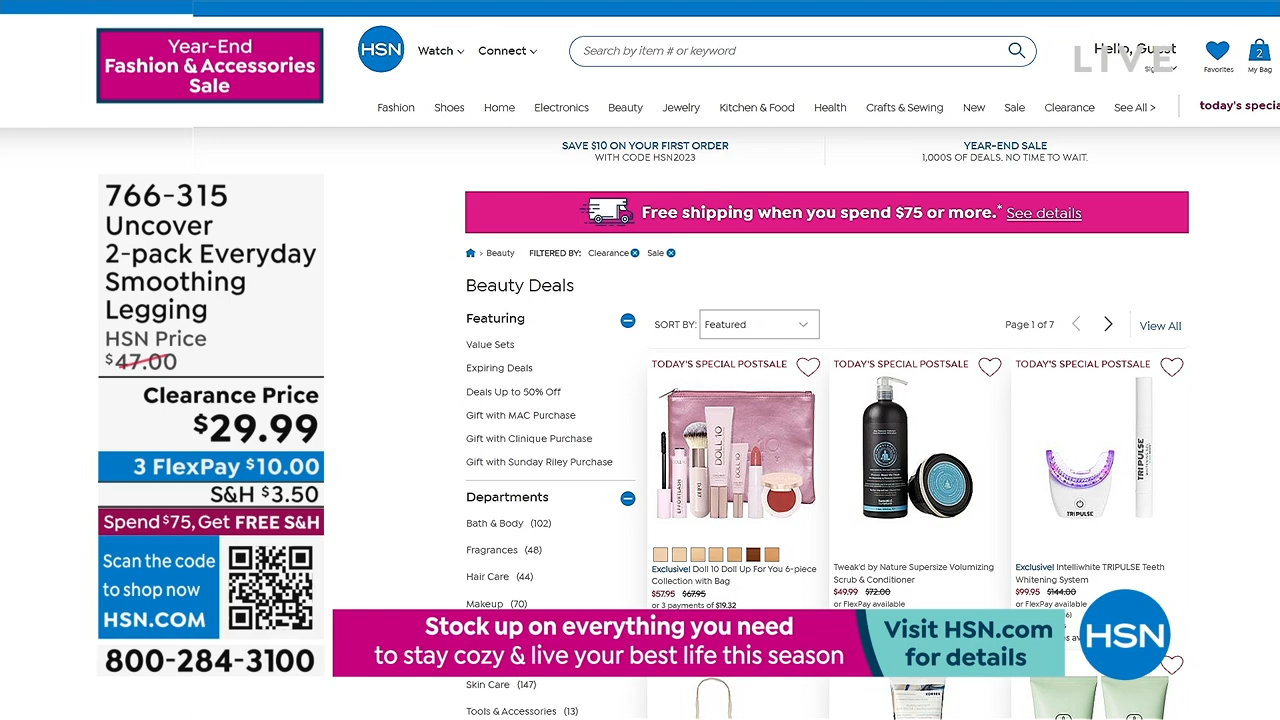 Year-End
Fashion & Accessories
Sale
HSN
Watch
Connect
Search by item # or keyword
Hello, Guest
LIVE
Favorites
2
My Bag
Fashion
Shoes
Home
Electronics
Beauty
Jewelry
Kitchen & Food
Health
Crafts & Sewing
New
Sale
Clearance
See All >
today's specia
SAVE $10 ON YOUR FIRST ORDER
WITH CODE HSN2023
YEAR-END SALE
1,000S OF DEALS. NO TIME TO WAIT.
766-315
Uncover
2-pack Everyday
Smoothing
Legging
HSN Price
$47.00
Clearance Price
$29.99
3 FlexPay $10.00
S&H $3.50
Spend $75, Get FREE S&H
Scan the code
to shop now
HSN.COM
800-284-3100
Free shipping when you spend $75 or more.* See details
› Beauty
FILTERED BY: Clearance Sale
Beauty Deals
Featuring
Value Sets
Expiring Deals
Deals Up to 50% Off
Gift with MAC Purchase
Gift with Clinique Purchase
Gift with Sunday Riley Purchase
Departments
Bath & Body (102)
Fragrances (48)
Hair Care (44)
Makeup (70)
Skin Care (147)
Tools & Accessories (13)
SORT BY: Featured
Page 1 of 7
View All
TODAY'S SPECIAL POSTSALE
DOLL 10
DOLL 10
Exclusive! Doll 10 Doll Up For You 6-piece
Collection with Bag
$57.95 $67.95
or 3 payments of $19.32
TODAY'S SPECIAL POSTSALE
Tweak'd by Nature Supersize Volumizing
Scrub & Conditioner
$49.99 $72.00
or FlexPay available
TODAY'S SPECIAL POSTSALE
TRIPULSE
TRIPULSE
Exclusive! Intelliwhite TRIPULSE Teeth
Whitening System
$99.95 $144.00
or FlexPay available
Stock up on everything you need
to stay cozy & live your best life this season
Visit HSN.com
for details
HSN